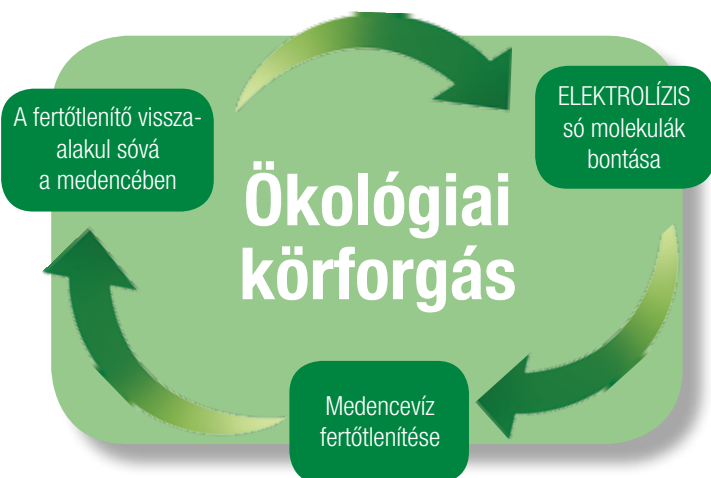 A fertőtlenítő vissza-
alakul sóvá
a medencében
ELEKTROLÍZIS
só molekulák
bontása
Ökológiai
körforgás
Medencevíz
fertőtlenítése